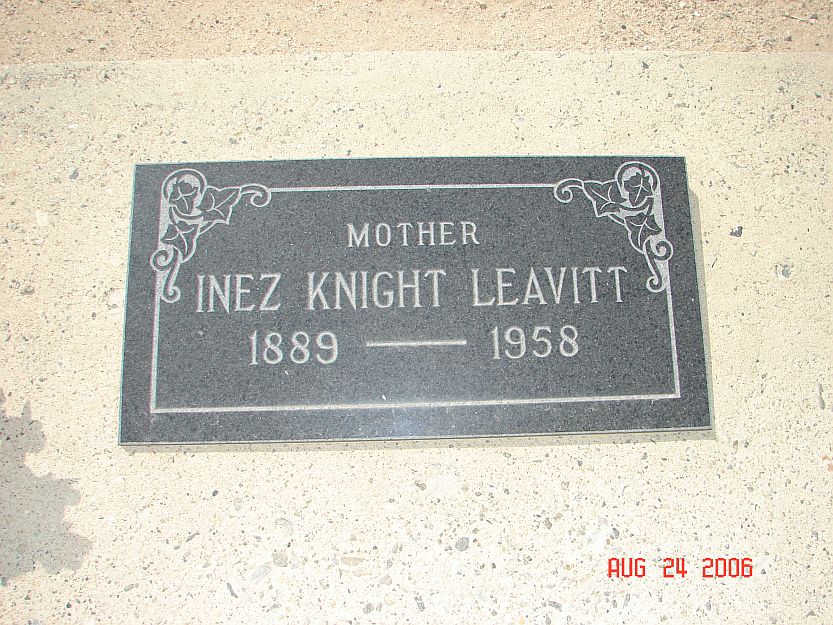 MOTHER
INEZ KNIGHT LEAVITT
1889 — 1958
AUG 24 2006